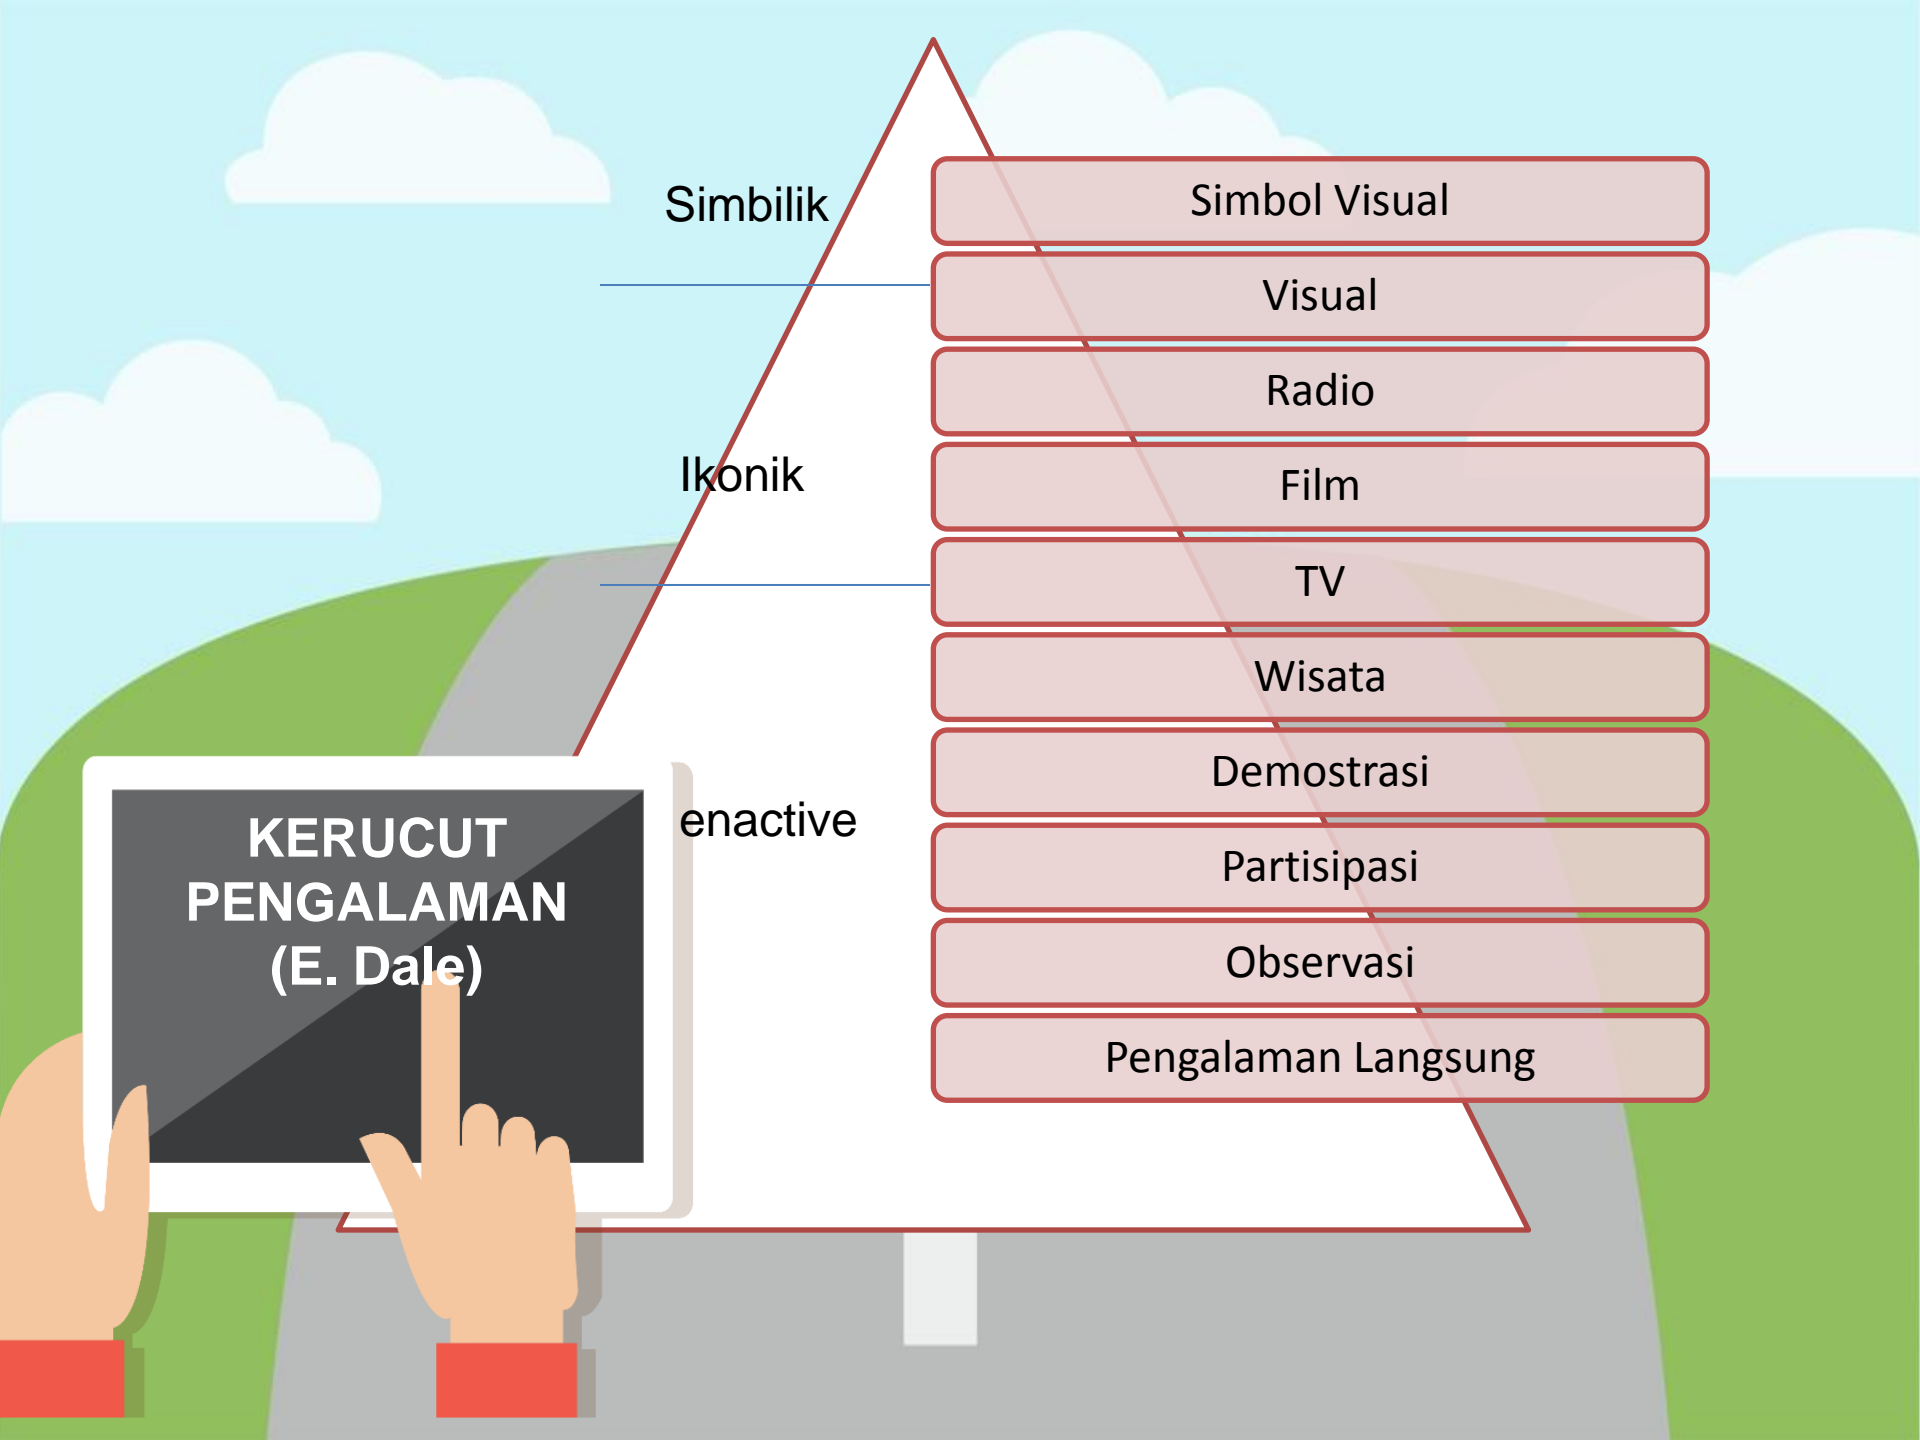 Simbilik
Simbol Visual
Visual
Radio
Ikonik
Film
TV
Wisata
Demostrasi
enactive
Partisipasi
Observasi
Pengalaman Langsung
KERUCUT
PENGALAMAN
(E. Dale)